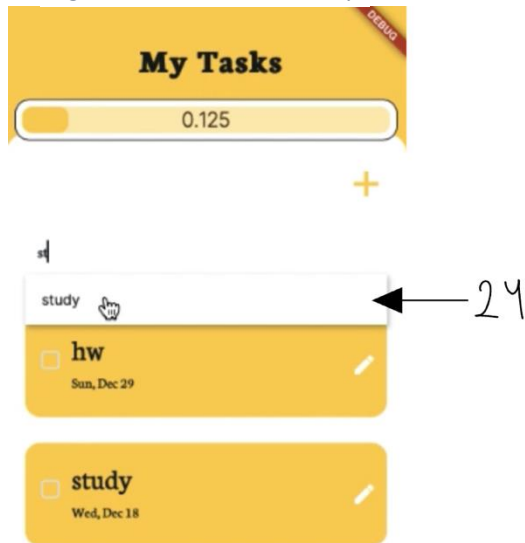 DEBUG
My Tasks
0.125
+
st
study
24
hw
Sun, Dec 29
study
Wed, Dec 18